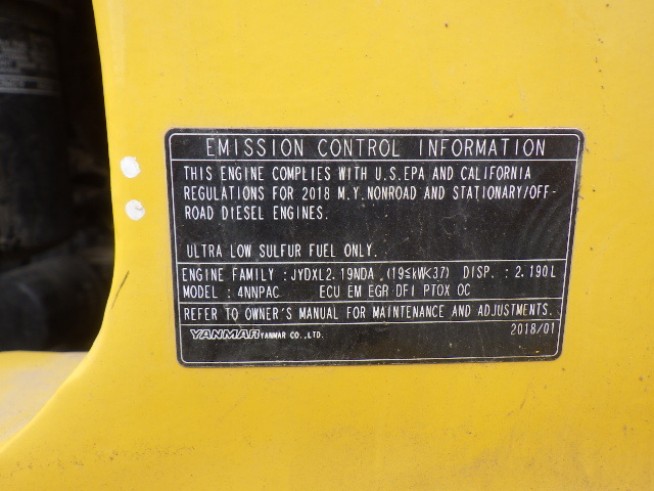 EMISSION CONTROL INFORMATION
THIS ENGINE COMPLIES WITH U.S.EPA AND CALIFORNIA
REGULATIONS FOR 2018 M.Y.NONROAD AND STATIONARY/OFF-
ROAD DIESEL ENGINES.
ULTRA LOW SULFUR FUEL ONLY.
ENGINE FAMILY : JYDXL2.19NDA (19≤kW<37) DISP. : 2.190L
MODEL : 4NNPAC ECU EM EGR DFI PTOX OC
REFER TO OWNER'S MANUAL FOR MAINTENANCE AND ADJUSTMENTS.
YANMAR YANMAR CO.,LTD. 2018/01